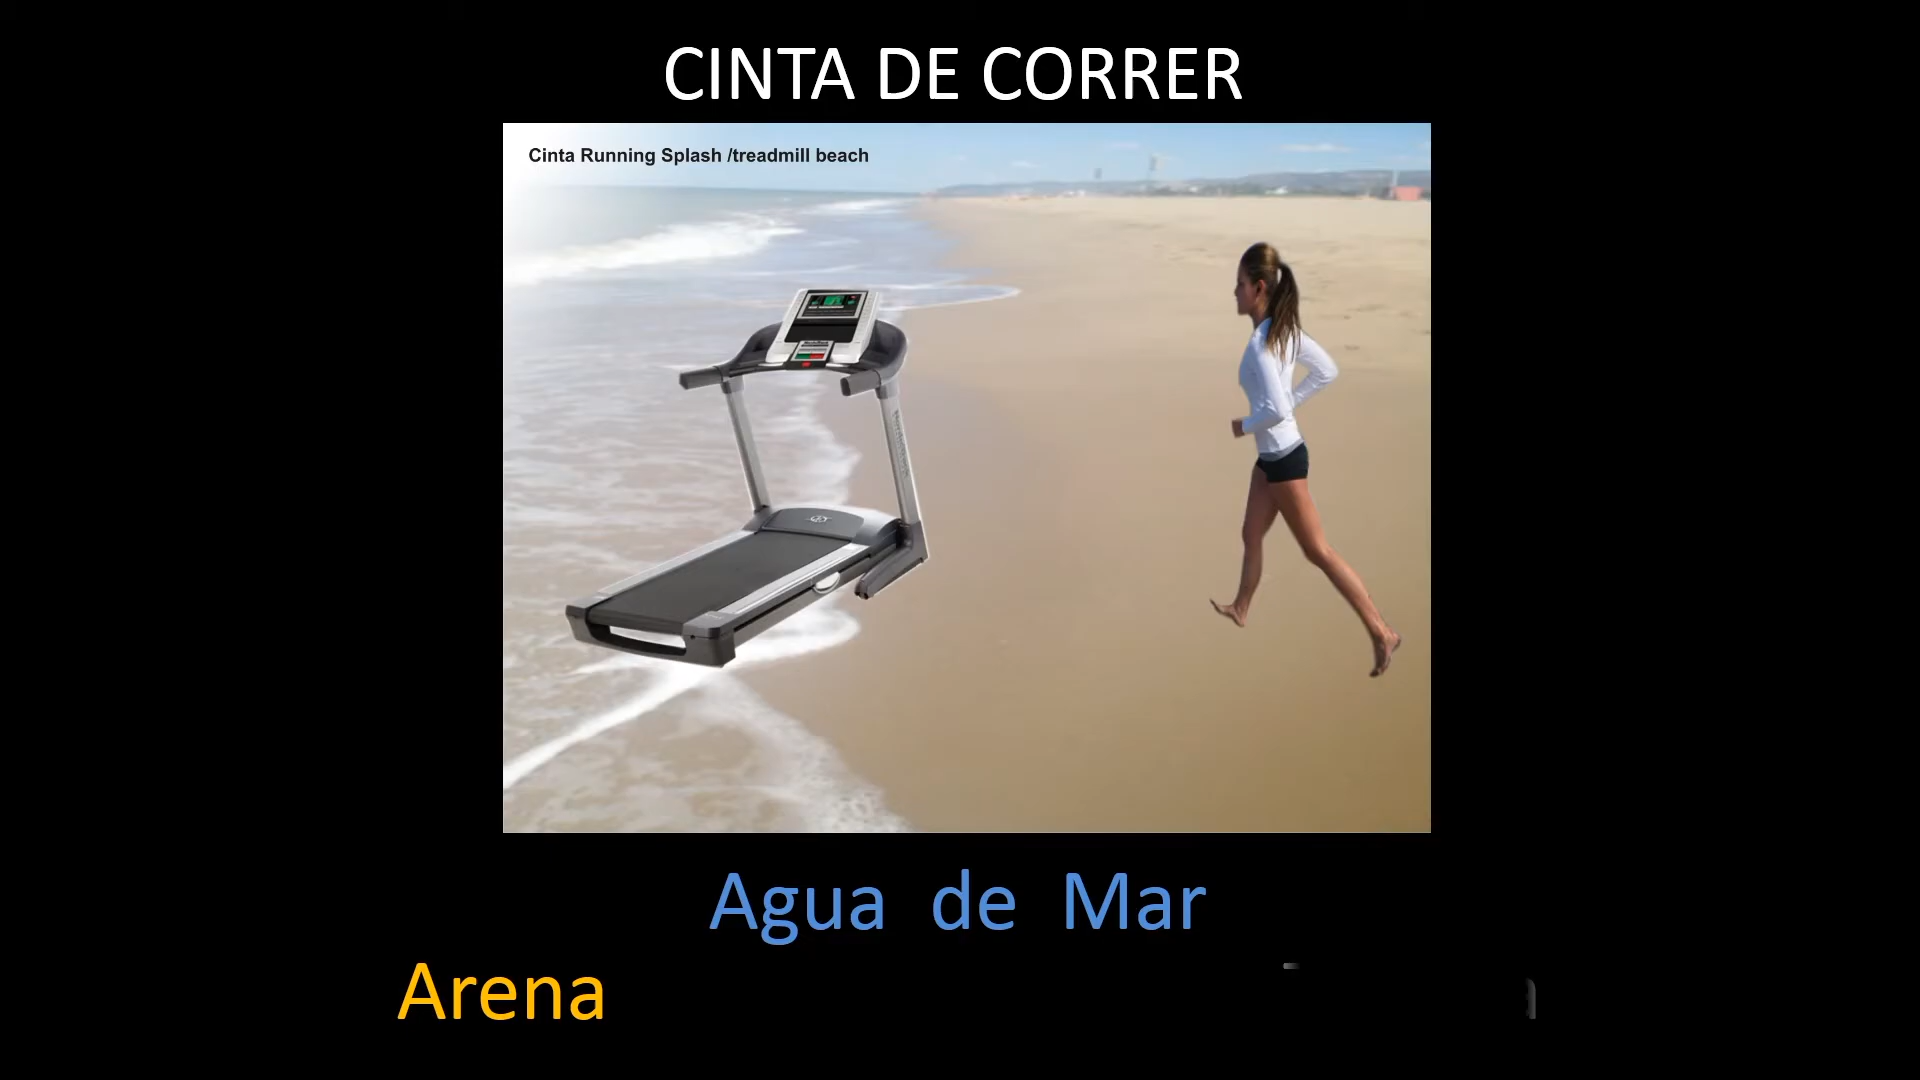 CINTA DE CORRER
Cinta Running Splash /treadmill beach
Agua de Mar
Arena